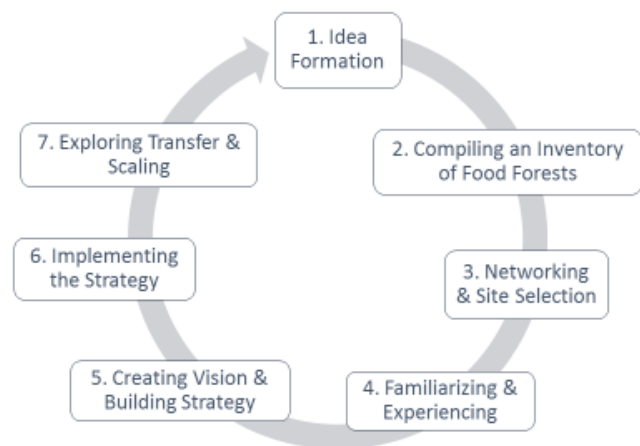 1. Idea
Formation
2. Compiling an Inventory
of Food Forests
3. Networking
& Site Selection
4. Familiarizing &
Experiencing
5. Creating Vision &
Building Strategy
6. Implementing
the Strategy
7. Exploring Transfer &
Scaling